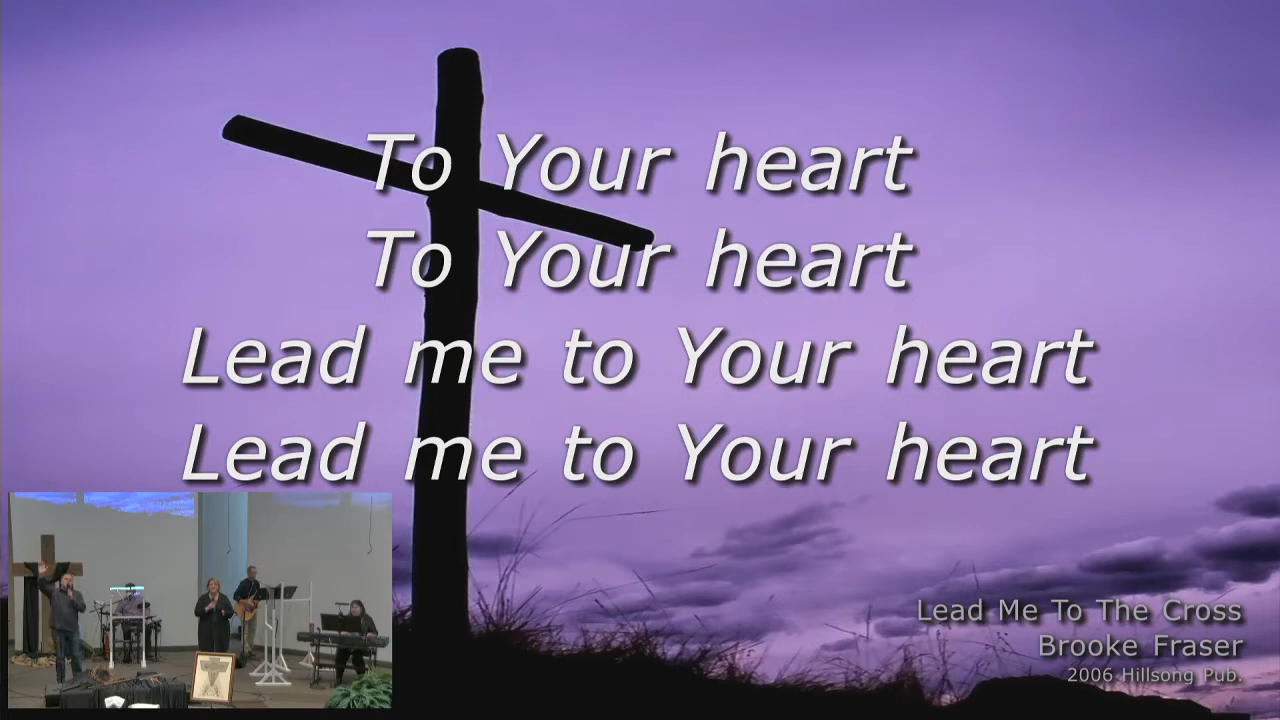 To Your heart
To Your heart
Lead me to Your heart
Lead me to Your heart
Lead Me To The Cross
Brooke Fraser
2006 Hillsong Pub.